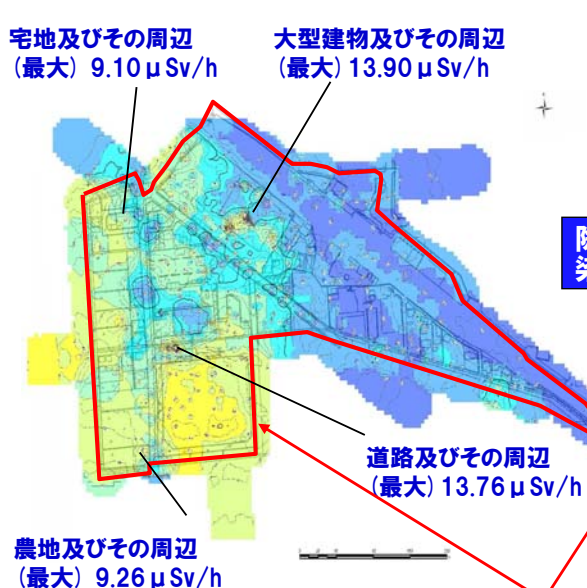 宅地及びその周辺
(最大) 9.10μSv/h
大型建物及びその周辺
(最大) 13.90μSv/h
染
道路及びその周辺
(最大) 13.76μSv/h
農地及びその周辺
(最大) 9.26μSv/h